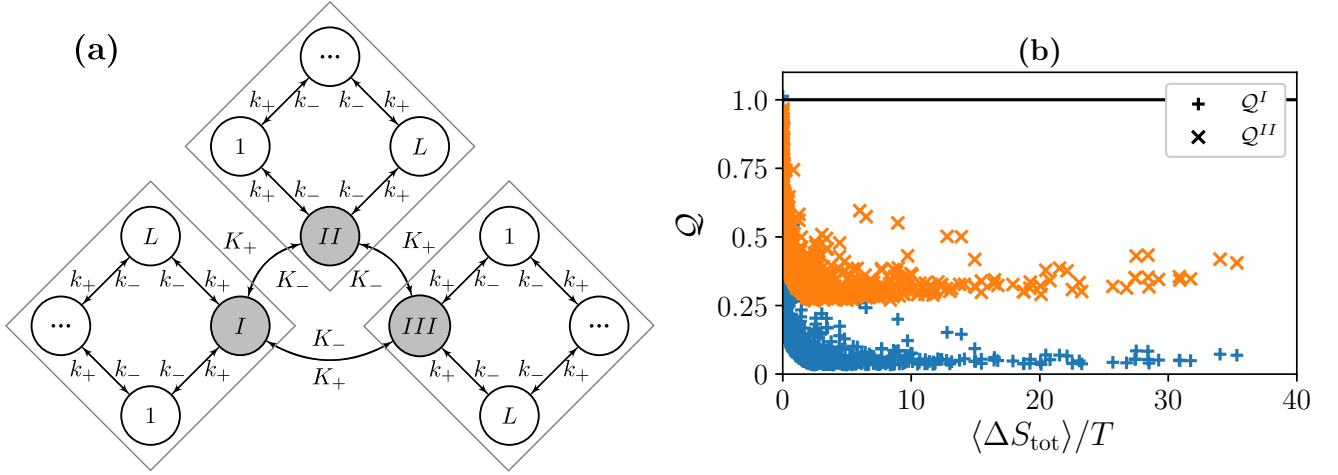 (a)
...
k₊ k₋ k₋ k₊
1 L
k₊ k₋ k₋ k₊
II
K₊ K₊
K₋ K₋
L 1
k₊ k₋ k₋ k₊ k₊ k₋ k₋ k₊
... I III ...
K₋
K₊
k₊ k₋ k₋ k₊ k₊ k₋ k₋ k₊
1 L
(b)
1.0
0.75
0.5
0.25
0
Q
Q^I
Q^{II}
0 10 20 30 40
⟨ΔS_tot⟩/T